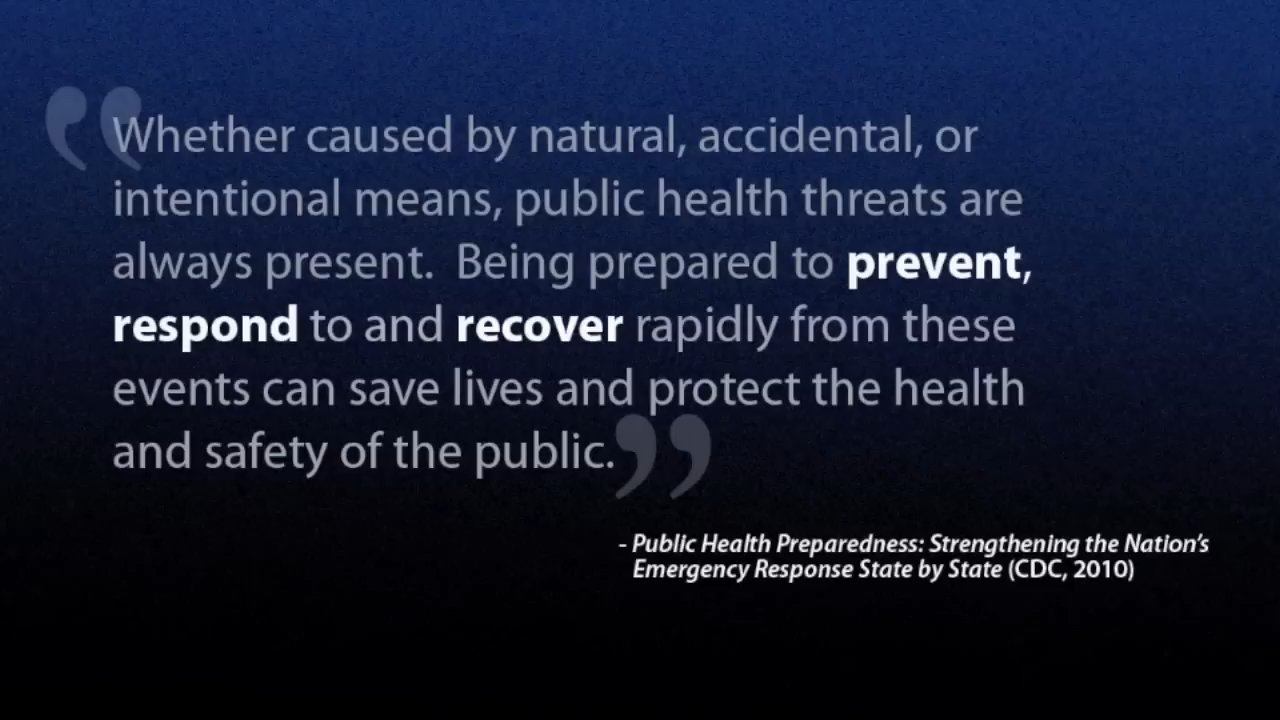 “Whether caused by natural, accidental, or
intentional means, public health threats are
always present.  Being prepared to prevent,
respond to and recover rapidly from these
events can save lives and protect the health
and safety of the public.”
- Public Health Preparedness: Strengthening the Nation’s
Emergency Response State by State (CDC, 2010)